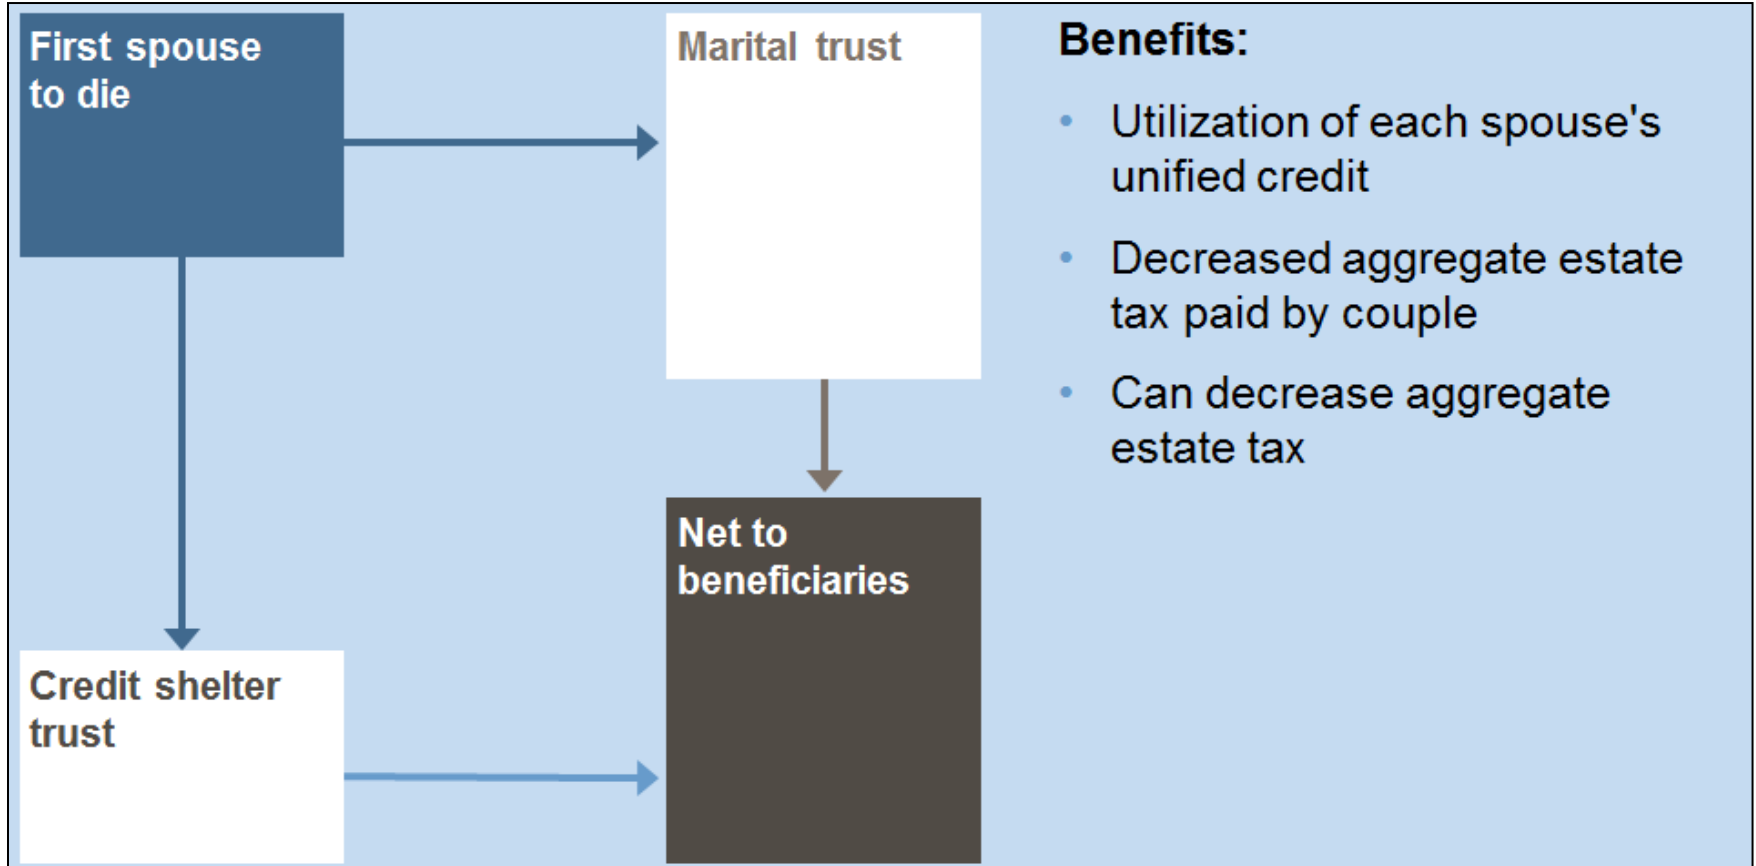 First spouse
to die
Marital trust
Credit shelter
trust
Net to
beneficiaries
Benefits:
• Utilization of each spouse's
unified credit
• Decreased aggregate estate
tax paid by couple
• Can decrease aggregate
estate tax